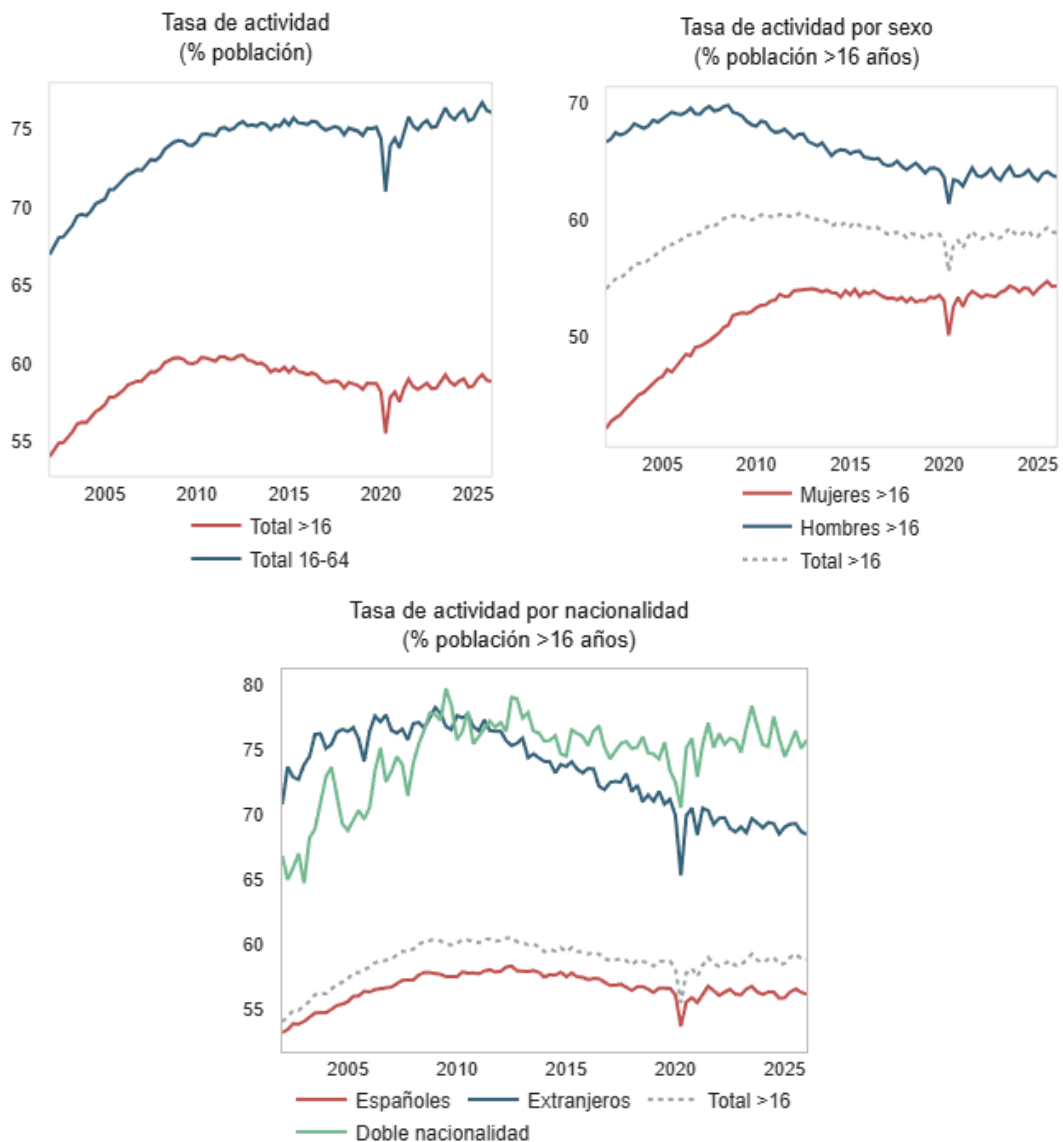 Tasa de actividad
(% población)
75
70
65
60
55
2005 2010 2015 2020 2025
Total >16
Total 16-64
Tasa de actividad por sexo
(% población >16 años)
70
60
50
2005 2010 2015 2020 2025
Mujeres >16
Hombres >16
Total >16
Tasa de actividad por nacionalidad
(% población >16 años)
80
75
70
65
60
55
2005 2010 2015 2020 2025
Españoles Extranjeros Total >16
Doble nacionalidad